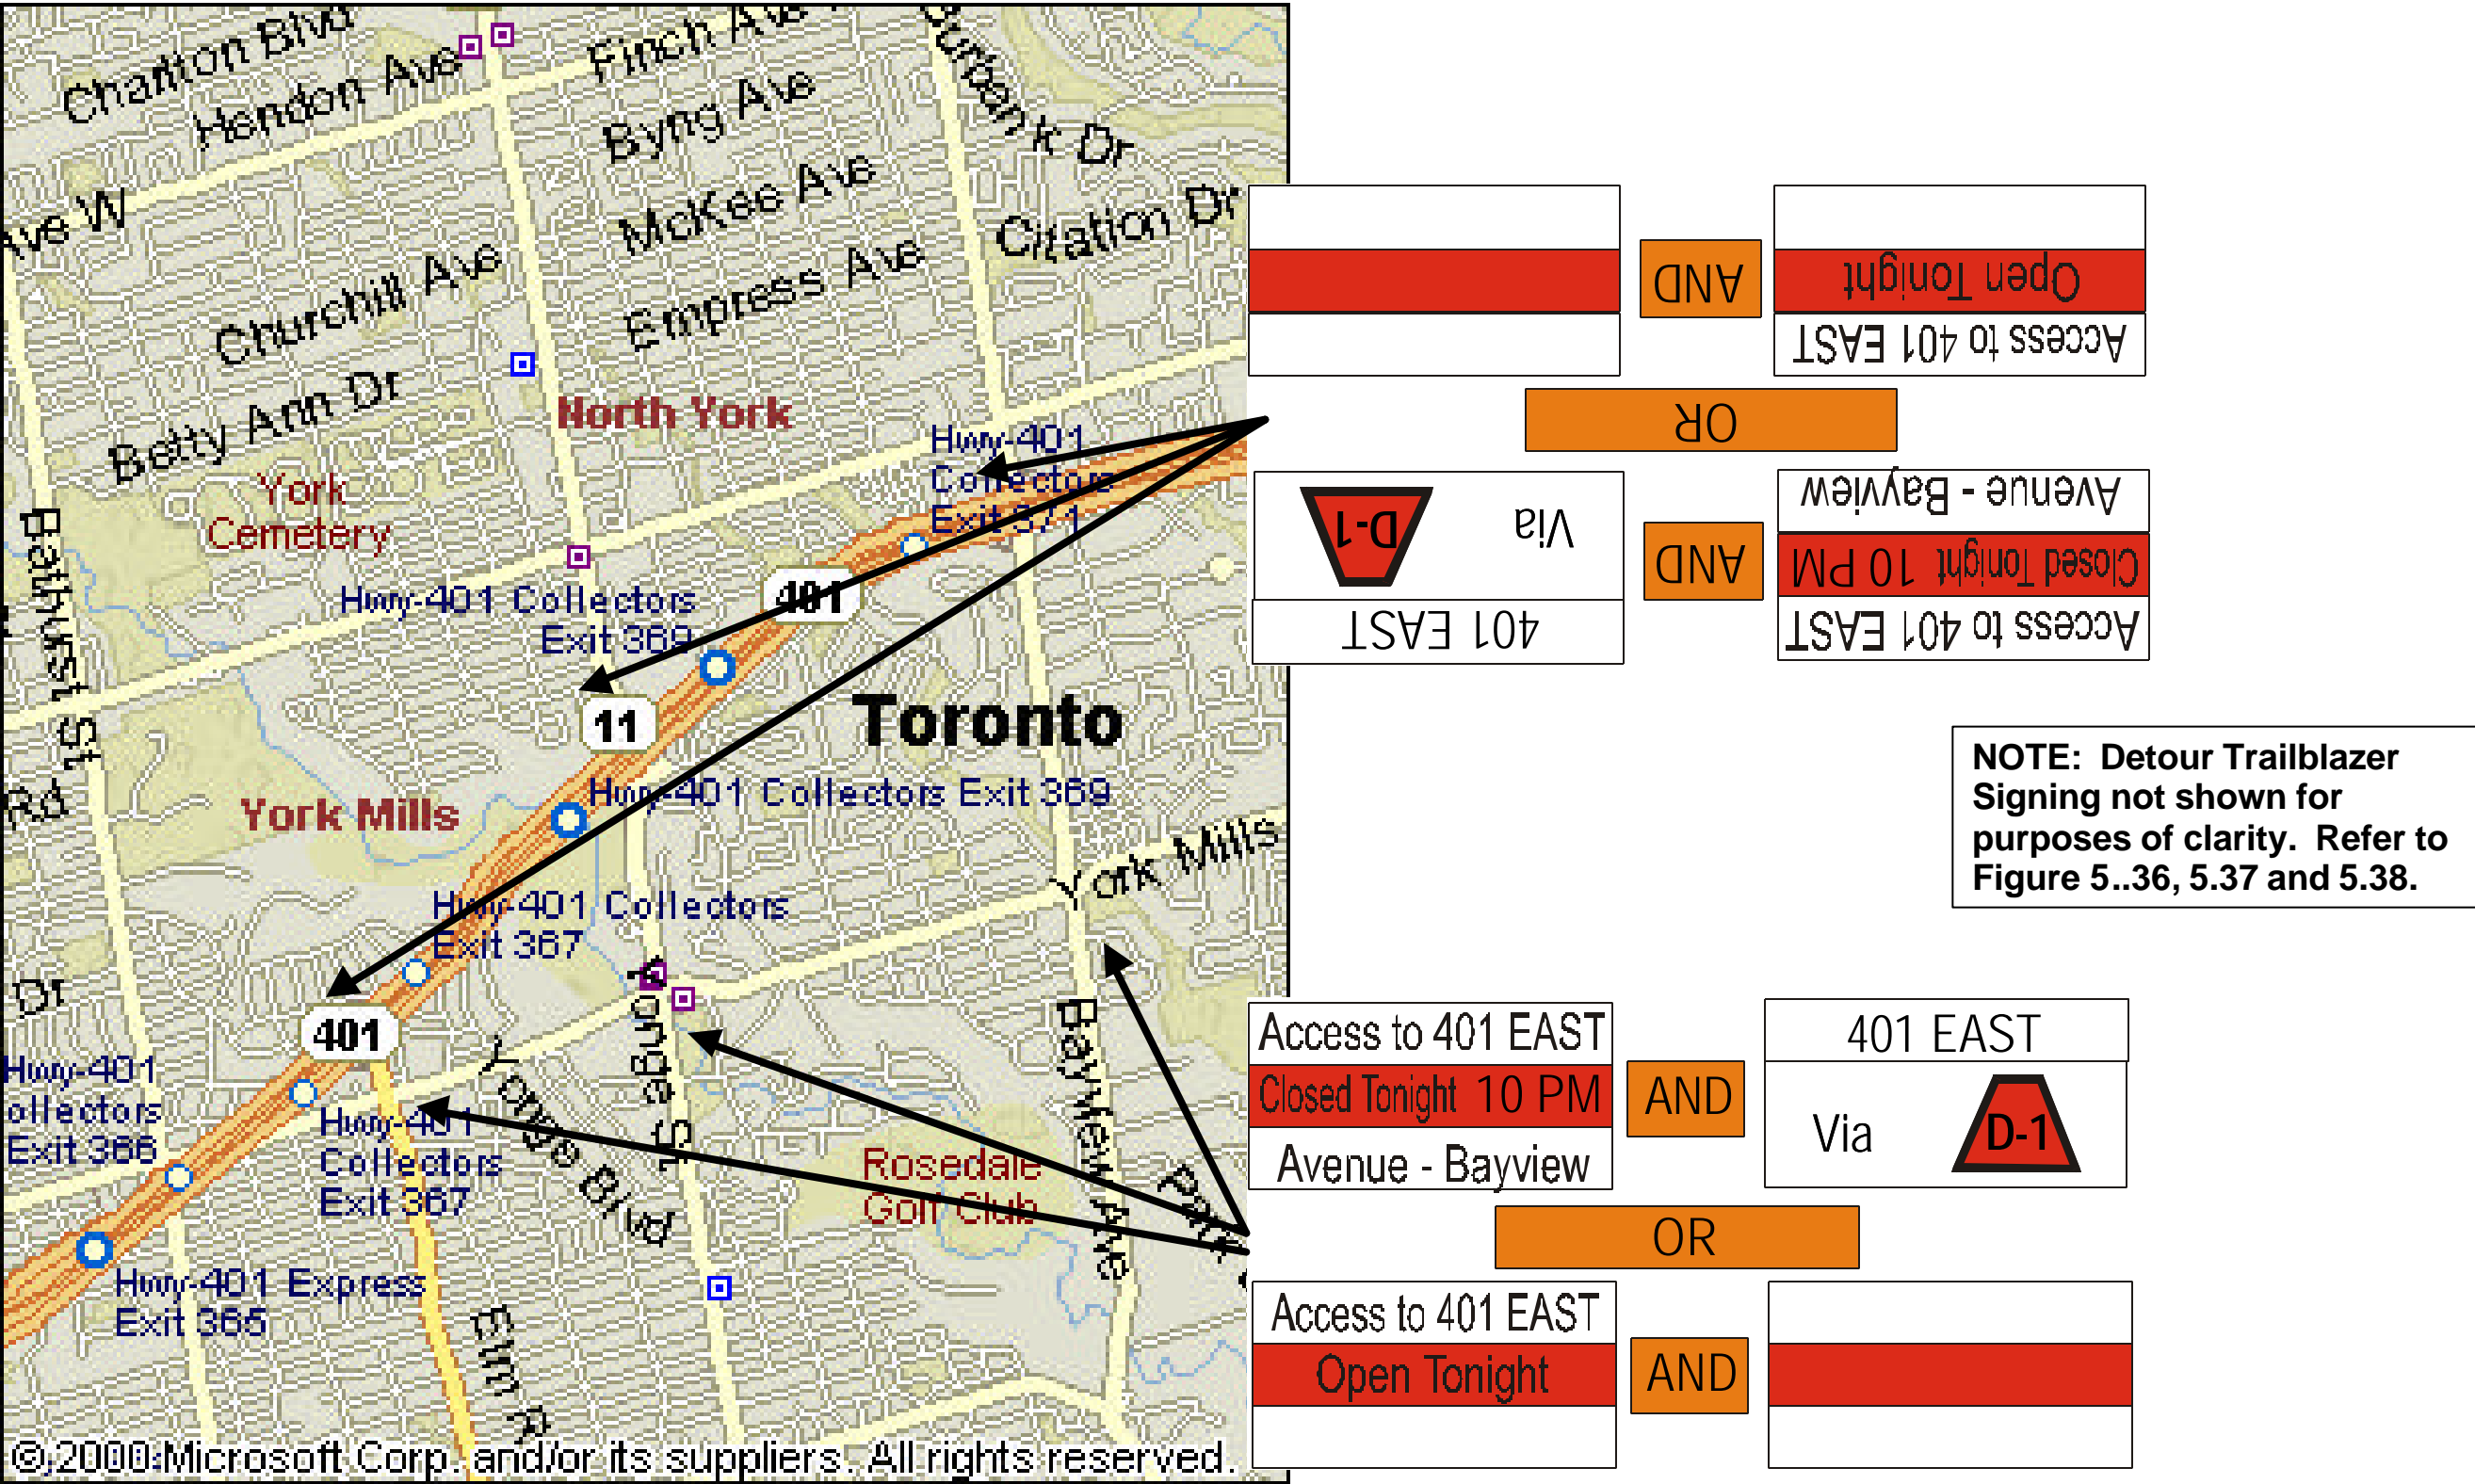 Charlton Blvd
Hendon Ave
Finch Ave
Byng Ave
McKee Ave
Empress Ave
Burbank Dr
Citation Dr
Ave W
Churchill Ave
Betty Ann Dr
North York
York
Cemetery
Bathurst St
Hwy-401
Collectors
Exit 371
401
Hwy-401 Collectors
Exit 369
11
Toronto
Hwy-401 Collectors Exit 369
York Mills
Rd
York Mills
Hwy-401 Collectors
Exit 367
Dr
401
Yonge St
Yonge Blvd
Bayview Ave
Hwy-401
ollectors
Exit 366
Hwy-401
Collectors
Exit 367
Rosedale
Golf Club
Hwy-401 Express
Exit 365
Elm R
© 2000 Microsoft Corp. and/or its suppliers. All rights reserved.
AND
Open Tonight
Access to 401 EAST
OR
D-1
Via
401 EAST
AND
Avenue - Bayview
Closed Tonight 10 PM
Access to 401 EAST
NOTE: Detour Trailblazer
Signing not shown for
purposes of clarity. Refer to
Figure 5..36, 5.37 and 5.38.
Access to 401 EAST
Closed Tonight 10 PM
Avenue - Bayview
AND
401 EAST
Via
D-1
OR
Access to 401 EAST
Open Tonight
AND